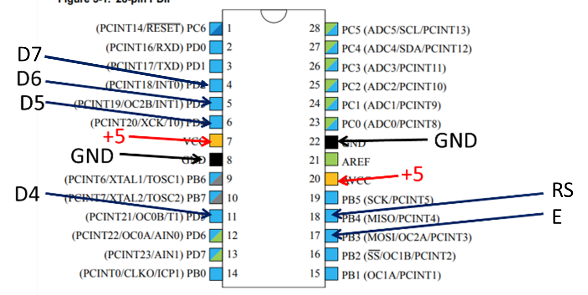 Figure 5-1. 28-pin PDIP
(PCINT14/RESET) PC6 1 28 PC5 (ADC5/SCL/PCINT13)
(PCINT16/RXD) PD0 2 27 PC4 (ADC4/SDA/PCINT12)
D7
(PCINT17/TXD) PD1 3 26 PC3 (ADC3/PCINT11)
D6
(PCINT18/INT0) 4 25 PC2 (ADC2/PCINT10)
D5
(PCINT19/OC2B/INT1) 5 24 PC1 (ADC1/PCINT9)
(PCINT20/XCK/T0) 6 23 PC0 (ADC0/PCINT8)
+5
VCC 7 22 GND GND
GND
GND 8 21 AREF
(PCINT6/XTAL1/TOSC1) PB6 9 20 AVCC +5
D4
(PCINT7/XTAL2/TOSC2) PB7 10 19 PB5 (SCK/PCINT5)
RS
(PCINT21/OC0B/T1) 11 18 PB4 (MISO/PCINT4)
E
(PCINT22/OC0A/AIN0) PD6 12 17 PB3 (MOSI/OC2A/PCINT3)
(PCINT23/AIN1) PD7 13 16 PB2 (SS/OC1B/PCINT2)
(PCINT0/CLKO/ICP1) PB0 14 15 PB1 (OC1A/PCINT1)